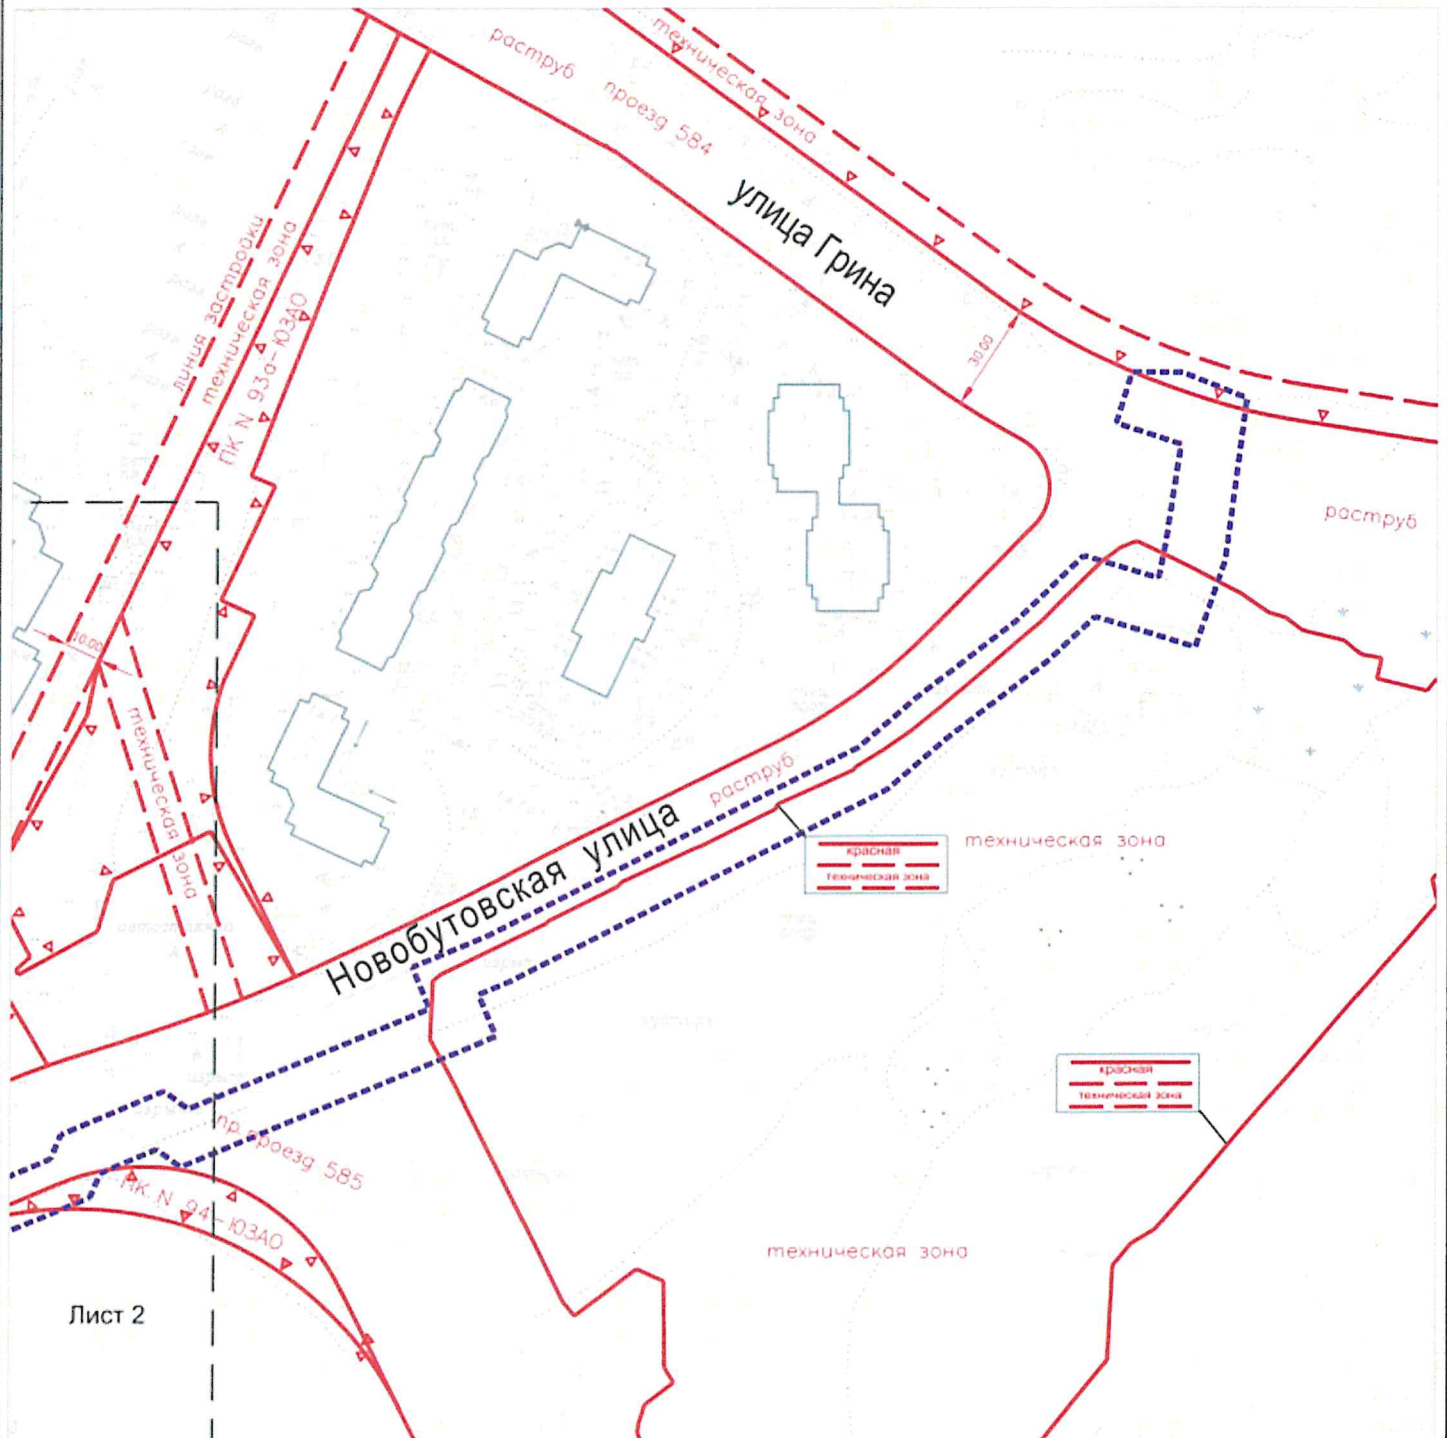 раструб
проезд 584
техническая зона
улица Грина
30.00
линия застройки
техническая зона
ПК N 93а-ЮЗАО
раструб
10.00
техническая зона
раструб
Новобутовская улица
красная
техническая зона
техническая зона
красная
техническая зона
пр.проезд 585
ПК N 94-ЮЗАО
техническая зона
Лист 2